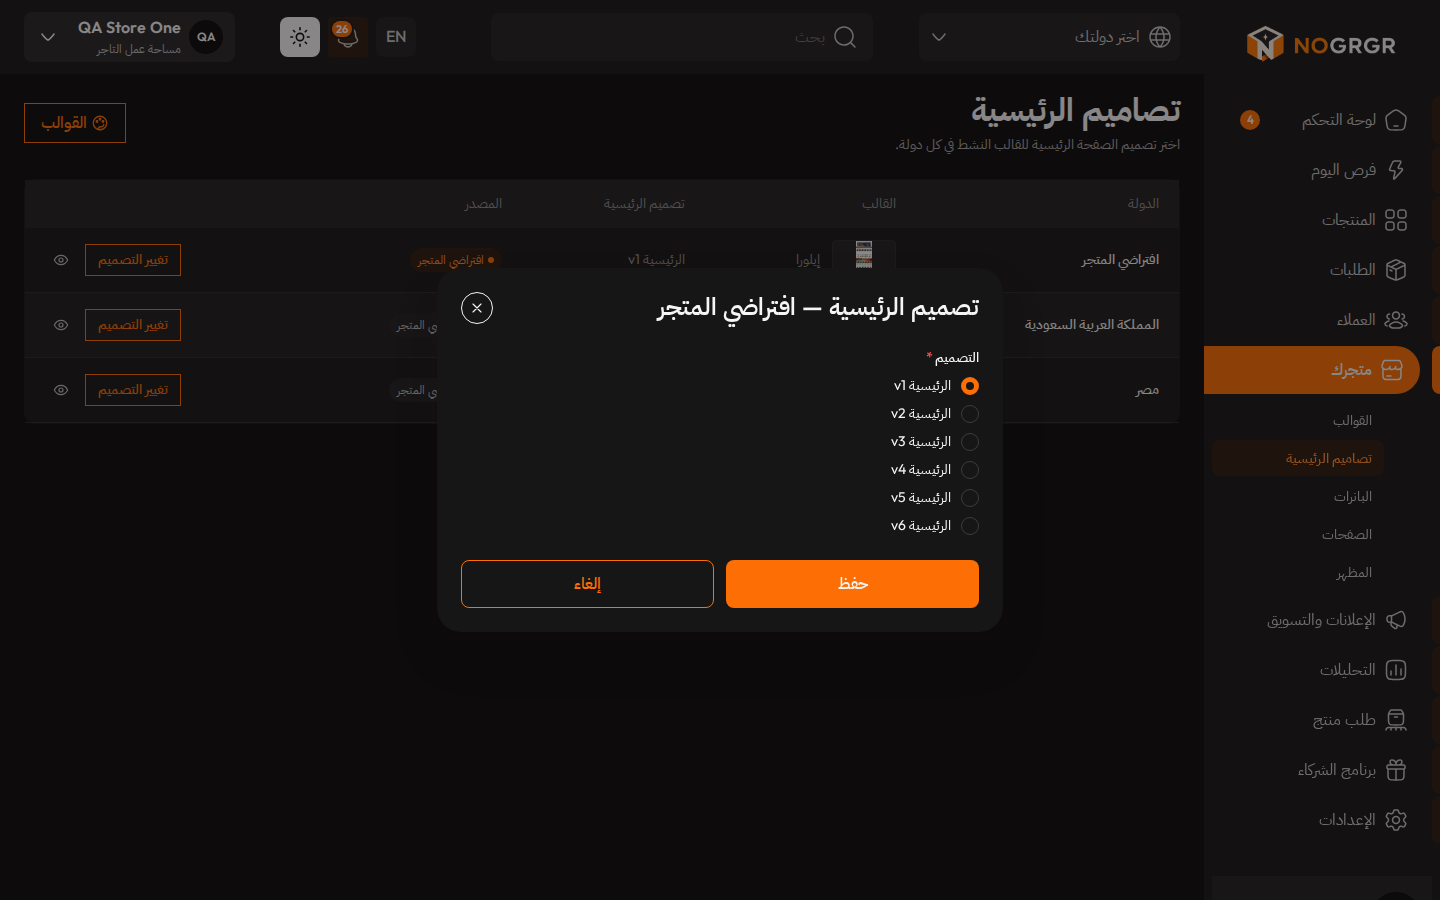 NOGRGR
اختر دولتك
بحث
EN
26
QA Store One
مساحة عمل التاجر
QA
لوحة التحكم
4
فرص اليوم
المنتجات
الطلبات
العملاء
متجرك
القوالب
تصاميم الرئيسية
البانرات
الصفحات
المظهر
الإعلانات والتسويق
التحليلات
طلب منتج
برنامج الشركاء
الإعدادات
تصاميم الرئيسية
اختر تصميم الصفحة الرئيسية للقالب النشط في كل دولة.
القوالب
الدولة القالب تصميم الرئيسية المصدر
افتراضي المتجر إيلورا الرئيسية v1 افتراضي المتجر تغيير التصميم
المملكة العربية السعودية المتجر تغيير التصميم
مصر المتجر تغيير التصميم
تصميم الرئيسية — افتراضي المتجر
التصميم *
الرئيسية v1
الرئيسية v2
الرئيسية v3
الرئيسية v4
الرئيسية v5
الرئيسية v6
حفظ
إلغاء